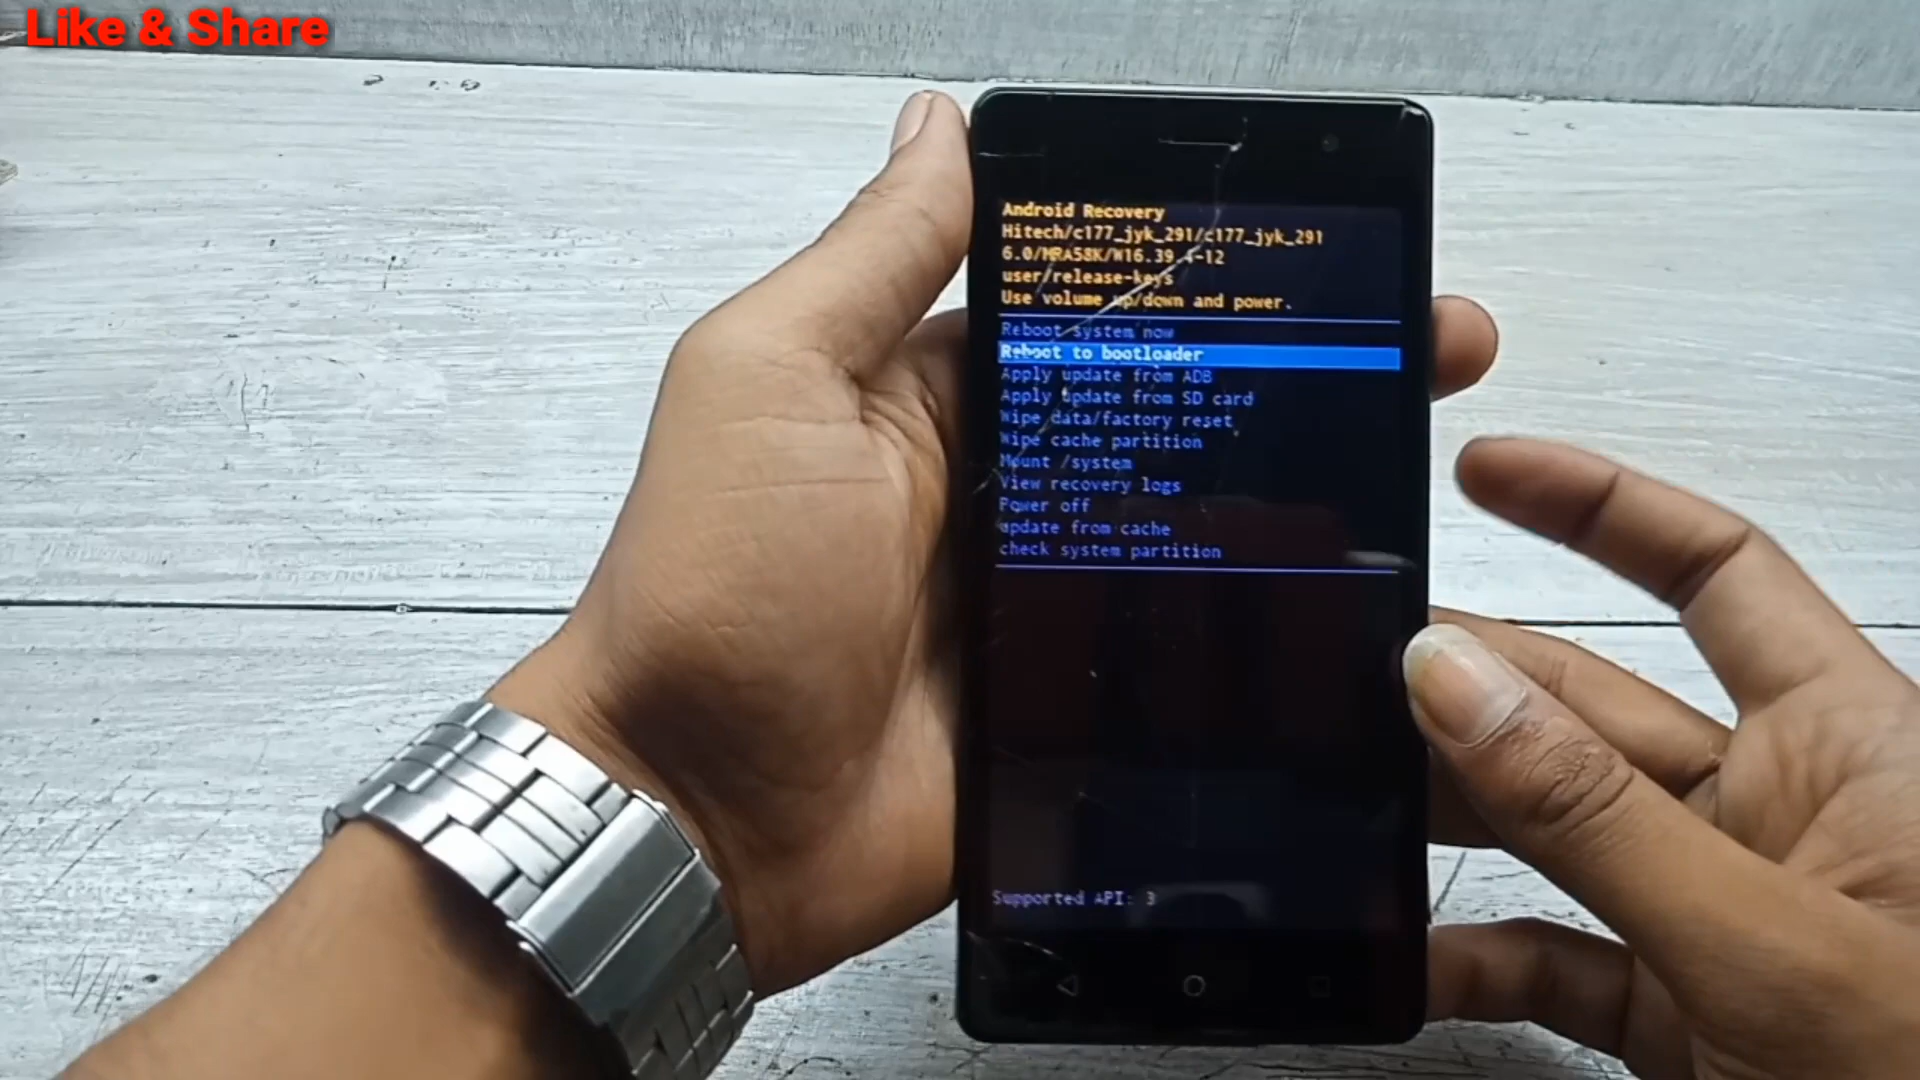 Like & Share
Android Recovery
Hitech/c177_jyk_291/c177_jyk_291
6.0/MRA58K/W16.39.4-12
user/release-keys
Use volume up/down and power.
Reboot system now
Reboot to bootloader
Apply update from ADB
Apply update from SD card
Wipe data/factory reset
Wipe cache partition
Mount /system
View recovery logs
Power off
update from cache
check system partition
Supported API: 3